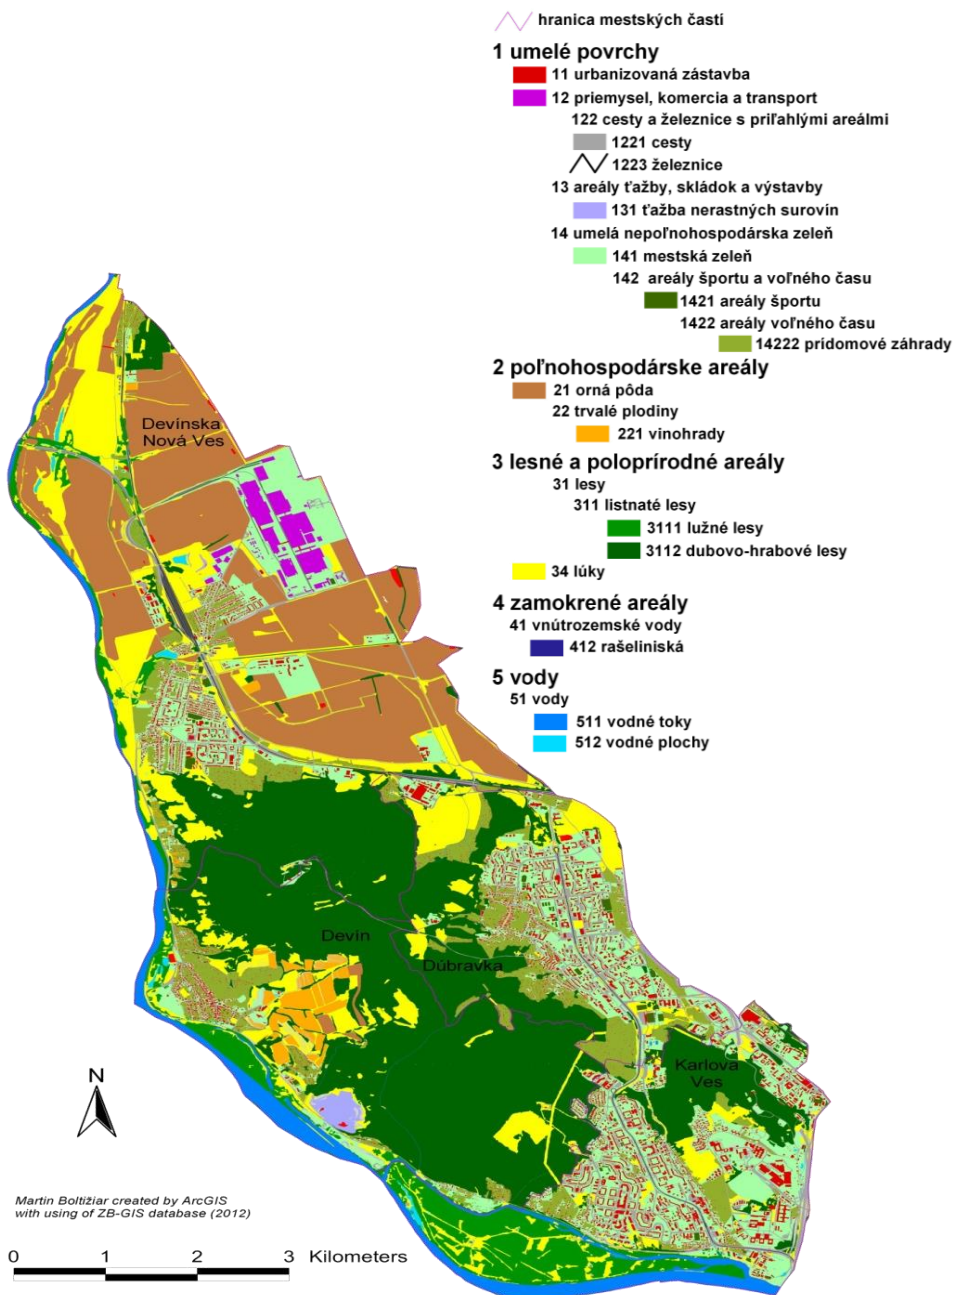 hranica mestských častí
1 umelé povrchy
11 urbanizovaná zástavba
12 priemysel, komercia a transport
122 cesty a železnice s priľahlými areálmi
1221 cesty
1223 železnice
13 areály ťažby, skládok a výstavby
131 ťažba nerastných surovín
14 umelá nepoľnohospodárska zeleň
141 mestská zeleň
142 areály športu a voľného času
1421 areály športu
1422 areály voľného času
14222 prídomové záhrady
2 poľnohospodárske areály
21 orná pôda
22 trvalé plodiny
221 vinohrady
3 lesné a poloprírodné areály
31 lesy
311 listnaté lesy
3111 lužné lesy
3112 dubovo-hrabové lesy
34 lúky
4 zamokrené areály
41 vnútrozemské vody
412 rašeliniská
5 vody
51 vody
511 vodné toky
512 vodné plochy
Devínska
Nová Ves
Devín
Dúbravka
Karlova
Ves
N
Martin Boltižiar created by ArcGIS
with using of ZB-GIS database (2012)
0 1 2 3 Kilometers